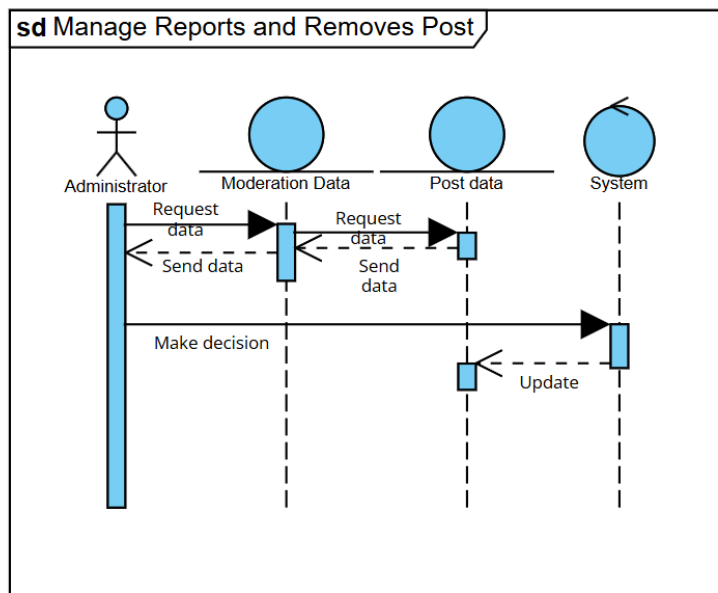 sd Manage Reports and Removes Post
Administrator
Moderation Data
Post data
System
Request
data
Request
data
Send data
Send
data
Make decision
Update